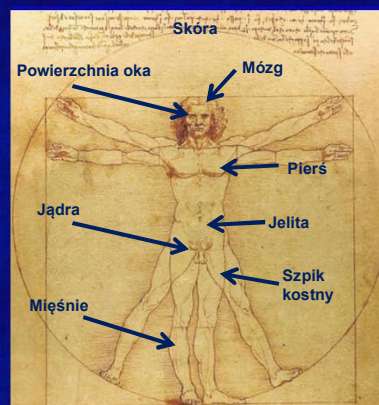 Skóra
Powierzchnia oka
Mózg
Pierś
Jądra
Jelita
Szpik
kostny
Mięśnie